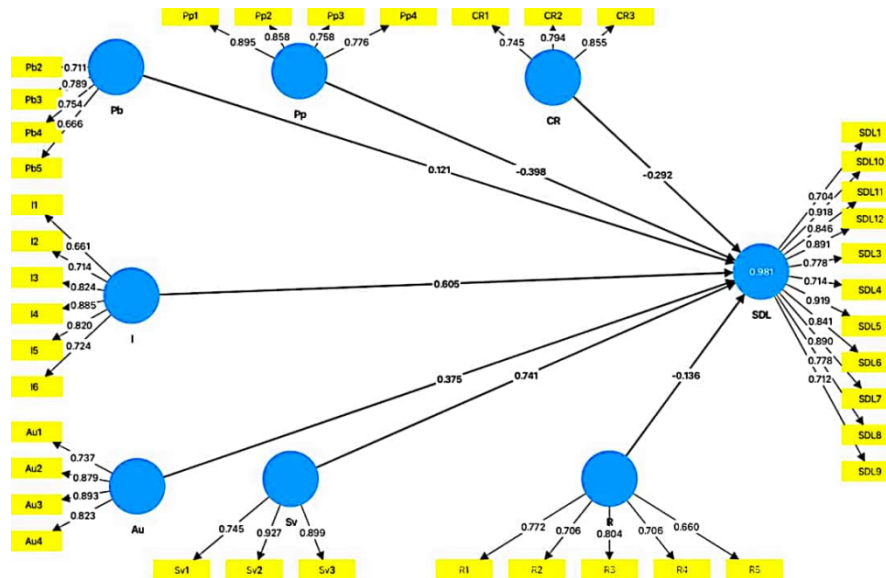 Pp1 Pp2 Pp3 Pp4 CR1 CR2 CR3
0.895 0.858 0.758 0.776 0.745 0.794 0.855
Pb2 0.711
Pb3 0.789
Pb4 0.754
Pb5 0.666
Pb Pp CR
0.121 -0.398 -0.292
I1 0.661
I2 0.714
I3 0.824
I4 0.885
I5 0.820
I6 0.724
I
0.605
SDL1 0.704
SDL10 0.918
SDL11 0.846
SDL12 0.891
SDL3 0.778
SDL4 0.714
SDL5 0.919
SDL6 0.841
SDL7 0.890
SDL8 0.778
SDL9 0.712
0.981
SDL
0.375 0.741 -0.136
Au1 0.737
Au2 0.879
Au3 0.893
Au4 0.823
Au Sv R
0.745 0.927 0.899 0.772 0.706 0.804 0.706 0.660
Sv1 Sv2 Sv3 R1 R2 R3 R4 R5